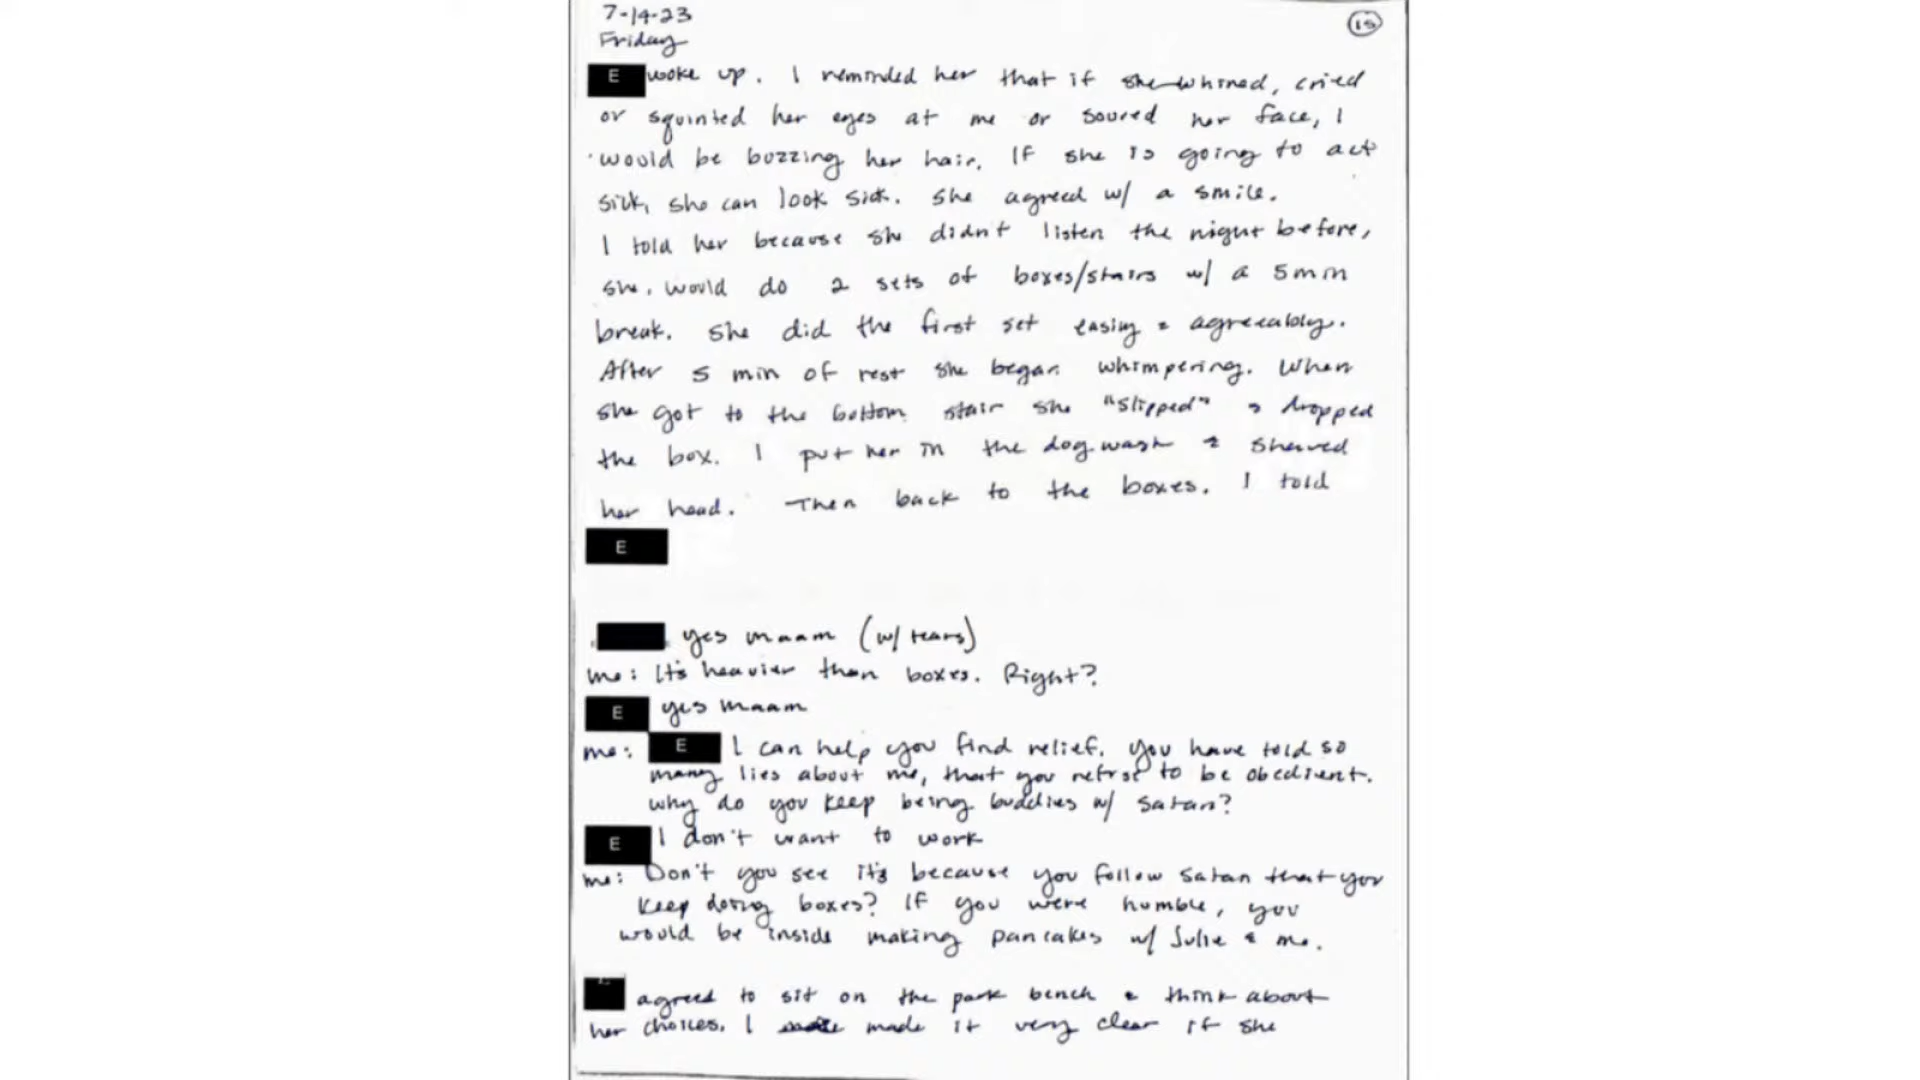 7-14-23
15
Friday
E woke up. I reminded her that if she whined, cried
or squinted her eyes at me or soured her face, I
would be buzzing her hair. If she is going to act
sick, she can look sick. She agreed w/ a smile.
I told her because she didn't listen the night before,
she would do 2 sets of boxes/stairs w/ a 5 min
break. She did the first set easily & agreeably.
After 5 min of rest she began whimpering. When
she got to the bottom stair she "slipped" & dropped
the box. I put her in the dog wash & shaved
her head. Then back to the boxes. I told
E
yes maam (w/ tears)
me: It's heavier than boxes. Right?
E yes maam
me: E I can help you find relief. You have told so
many lies about me, that you refuse to be obedient.
why do you keep being buddies w/ Satan?
E I don't want to work
me: Don't you see it's because you follow Satan that you
keep doing boxes? If you were humble, you
would be inside making pancakes w/ Julie & me.
agreed to sit on the park bench & think about
her choices. I made it very clear if she